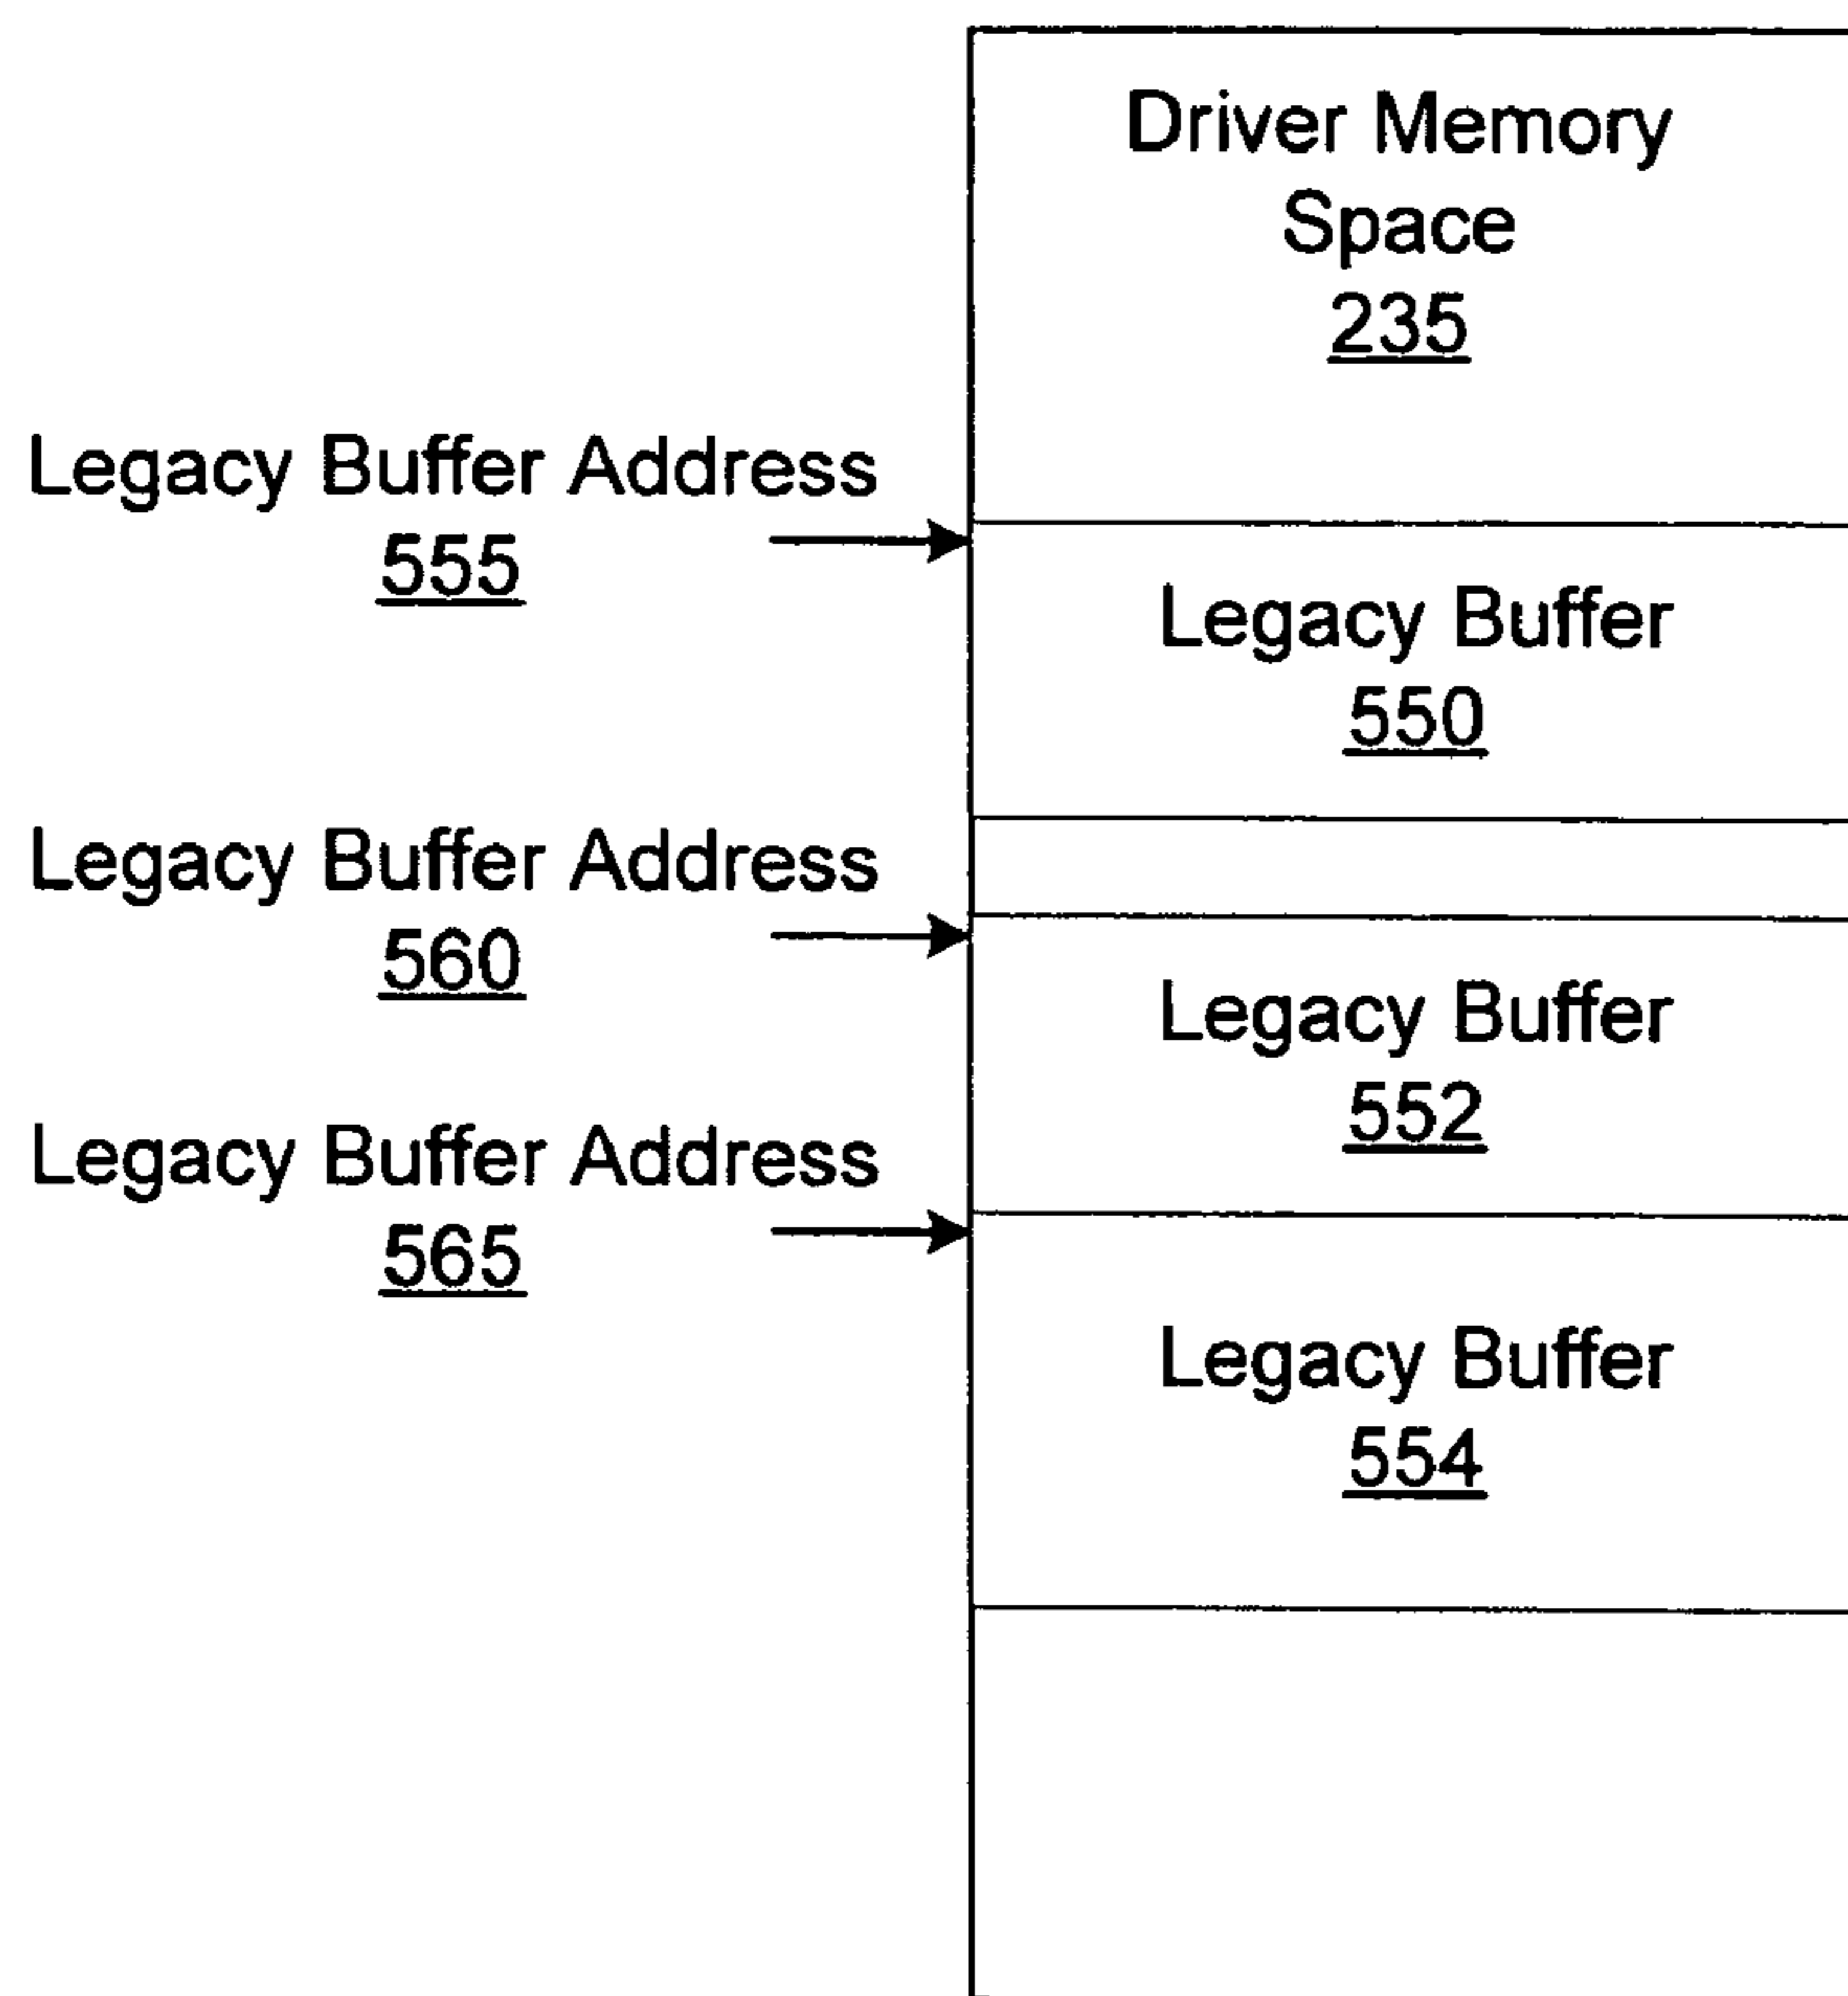 Driver Memory
Space
235
Legacy Buffer Address
555
Legacy Buffer
550
Legacy Buffer Address
560
Legacy Buffer
552
Legacy Buffer Address
565
Legacy Buffer
554